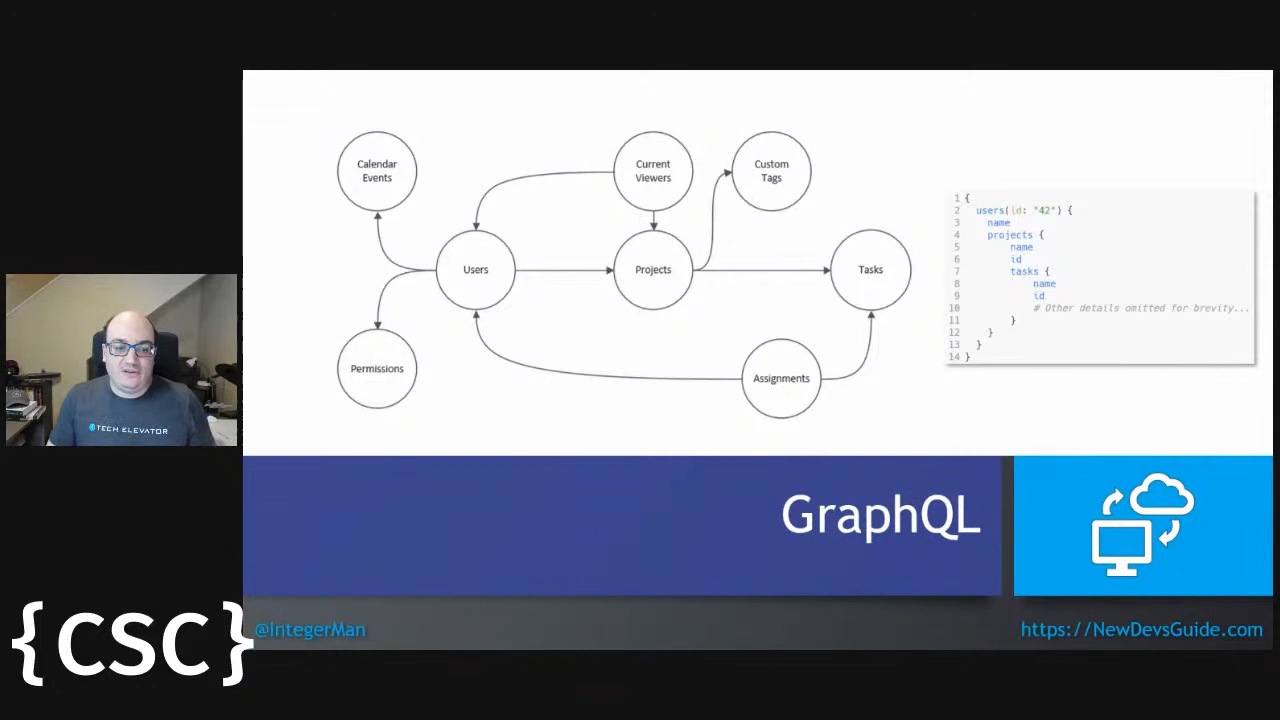 Calendar
Events
Current
Viewers
Custom
Tags
Users
Projects
Tasks
Permissions
Assignments
1 {
2 users(id: "42") {
3 name
4 projects {
5 name
6 id
7 tasks {
8 name
9 id
10 # Other details omitted for brevity...
11 }
12 }
13 }
14 }
TECH ELEVATOR
GraphQL
{CSC}
@IntegerMan
https://NewDevsGuide.com